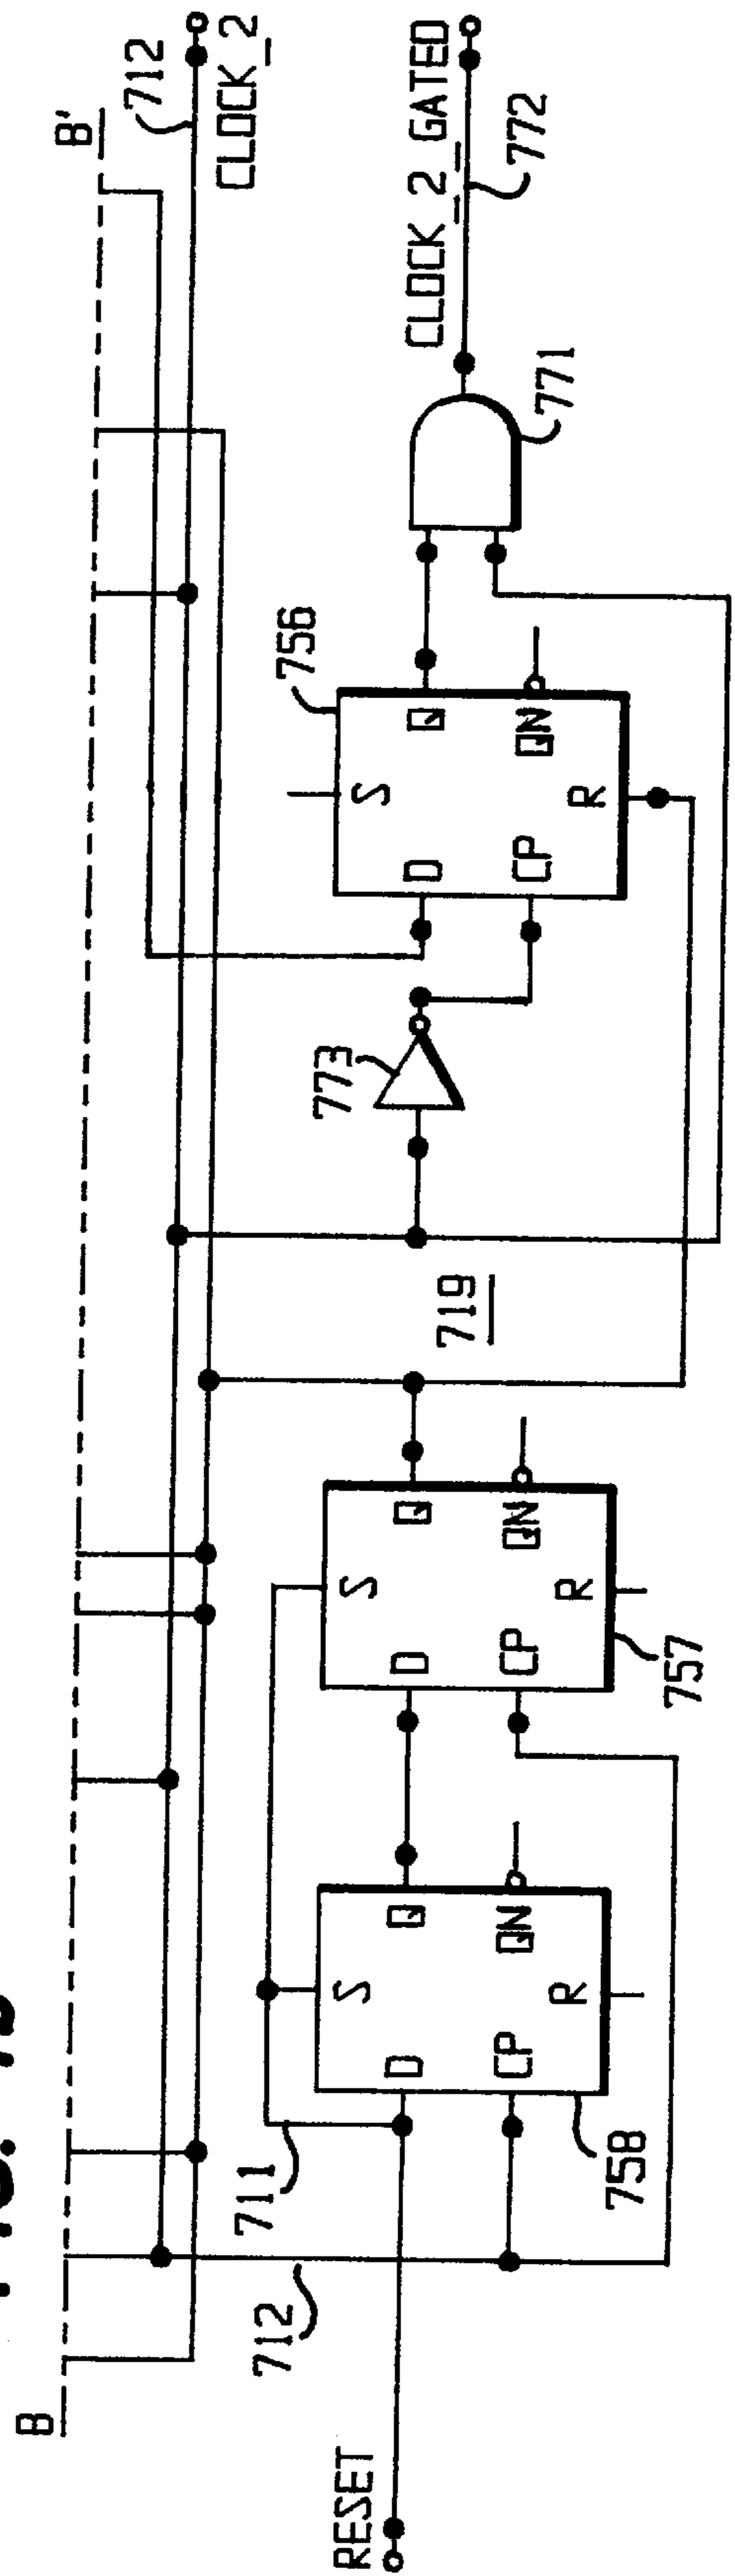 B
B'
712
CLOCK_2
RESET
712
711
D
S
Q
CP
QN
R
758
D
S
Q
CP
QN
R
757
719
773
D
S
Q
CP
QN
R
756
771
CLOCK_2_GATED
772